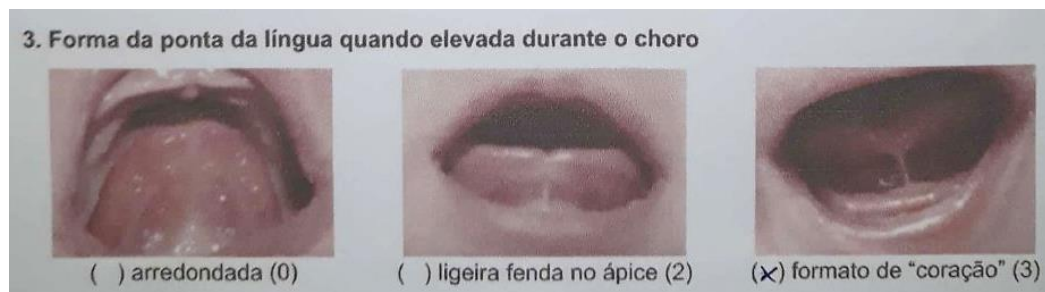 3. Forma da ponta da língua quando elevada durante o choro
( ) arredondada (0)
( ) ligeira fenda no ápice (2)
(x) formato de “coração” (3)